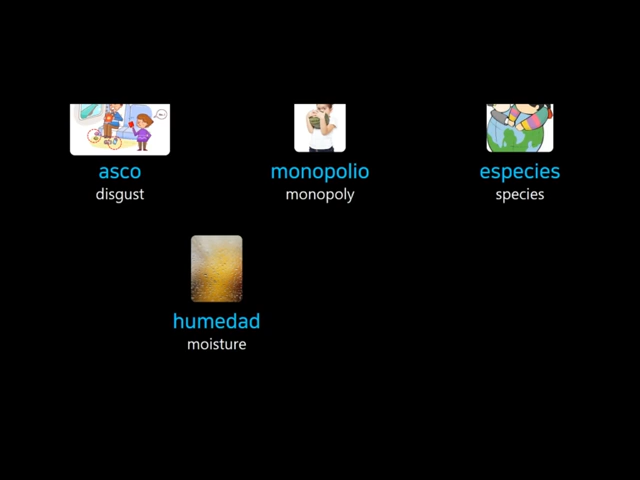 asco
disgust
monopolio
monopoly
especies
species
humedad
moisture